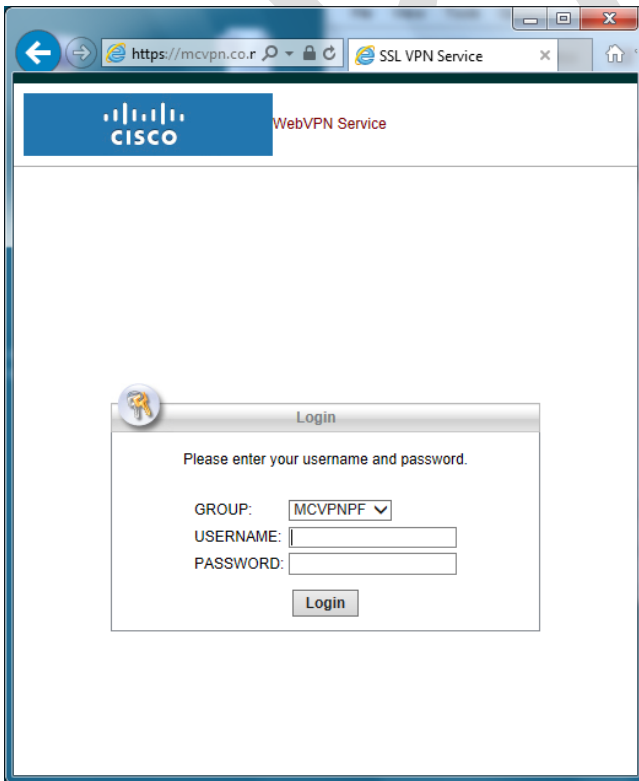 https://mcvpn.co.r
SSL VPN Service
CISCO
WebVPN Service
Login
Please enter your username and password.
GROUP: MCVPNPF
USERNAME:
PASSWORD:
Login